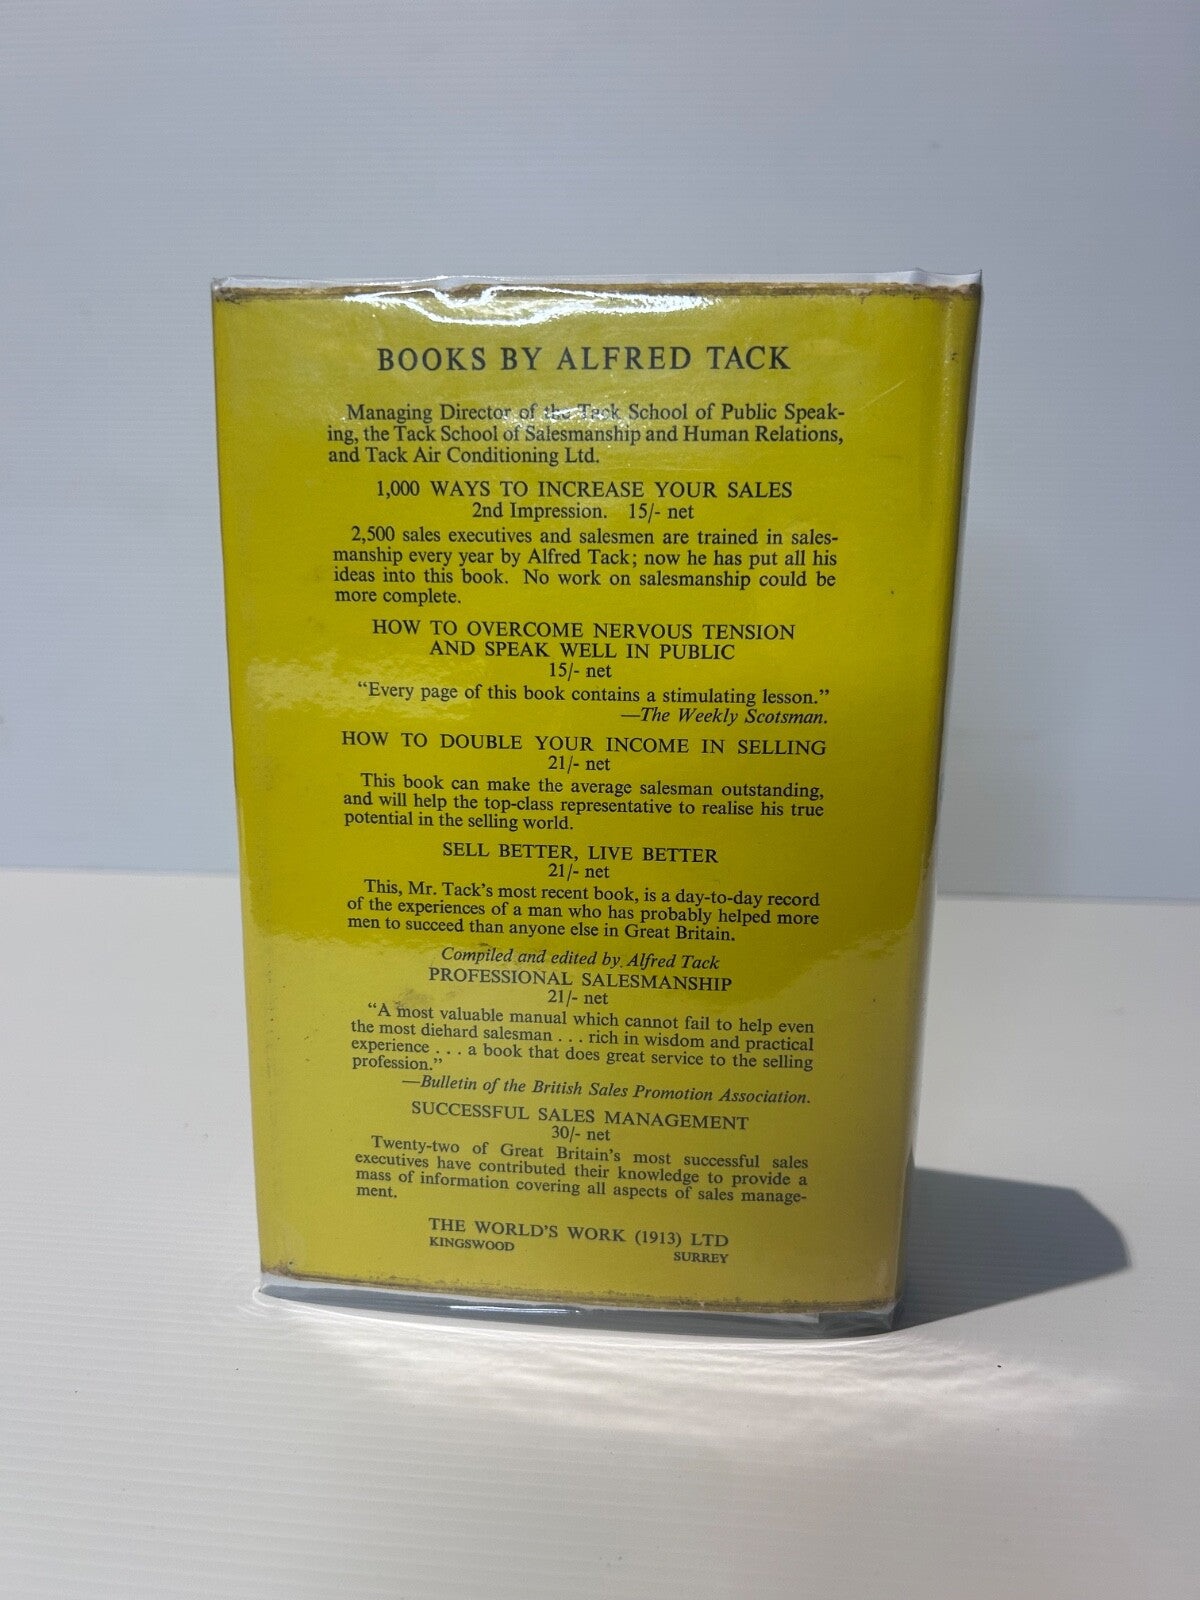 BOOKS BY ALFRED TACK
Managing Director of the Tack School of Public Speak-
ing, the Tack School of Salesmanship and Human Relations,
and Tack Air Conditioning Ltd.
1,000 WAYS TO INCREASE YOUR SALES
2nd Impression. 15/- net
2,500 sales executives and salesmen are trained in sales-
manship every year by Alfred Tack; now he has put all his
ideas into this book. No work on salesmanship could be
more complete.
HOW TO OVERCOME NERVOUS TENSION
AND SPEAK WELL IN PUBLIC
15/- net
“Every page of this book contains a stimulating lesson.”
—The Weekly Scotsman.
HOW TO DOUBLE YOUR INCOME IN SELLING
21/- net
This book can make the average salesman outstanding,
and will help the top-class representative to realise his true
potential in the selling world.
SELL BETTER, LIVE BETTER
21/- net
This, Mr. Tack’s most recent book, is a day-to-day record
of the experiences of a man who has probably helped more
men to succeed than anyone else in Great Britain.
Compiled and edited by Alfred Tack
PROFESSIONAL SALESMANSHIP
21/- net
“A most valuable manual which cannot fail to help even
the most diehard salesman . . . rich in wisdom and practical
experience . . . a book that does great service to the selling
profession.”
—Bulletin of the British Sales Promotion Association.
SUCCESSFUL SALES MANAGEMENT
30/- net
Twenty-two of Great Britain’s most successful sales
executives have contributed their knowledge to provide a
mass of information covering all aspects of sales manage-
ment.
THE WORLD’S WORK (1913) LTD
KINGSWOOD SURREY